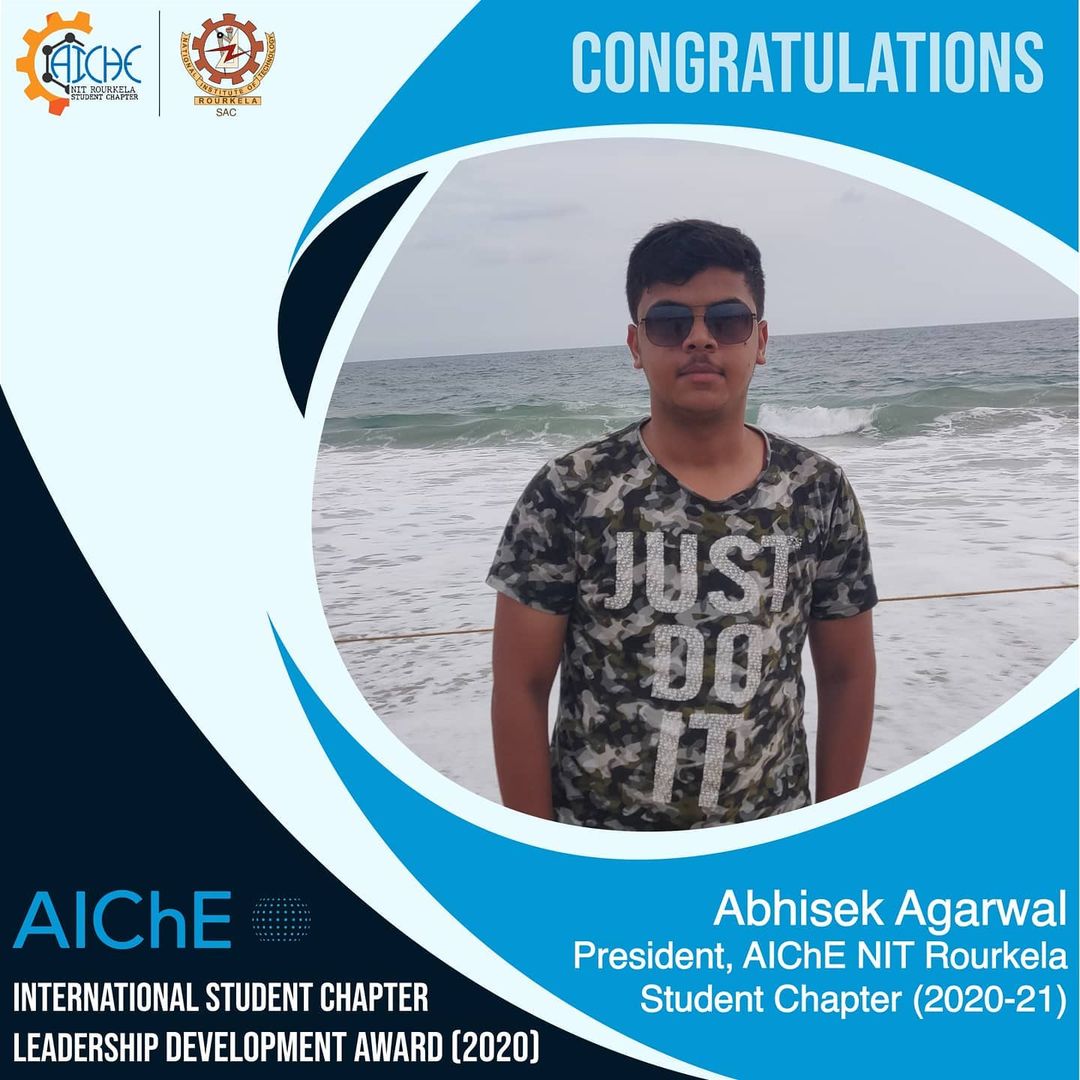 AIChE
NIT ROURKELA
STUDENT CHAPTER
NATIONAL INSTITUTE OF TECHNOLOGY
ROURKELA
SAC
CONGRATULATIONS
JUST
DO
IT
AIChE
INTERNATIONAL STUDENT CHAPTER
LEADERSHIP DEVELOPMENT AWARD (2020)
Abhisek Agarwal
President, AIChE NIT Rourkela
Student Chapter (2020-21)